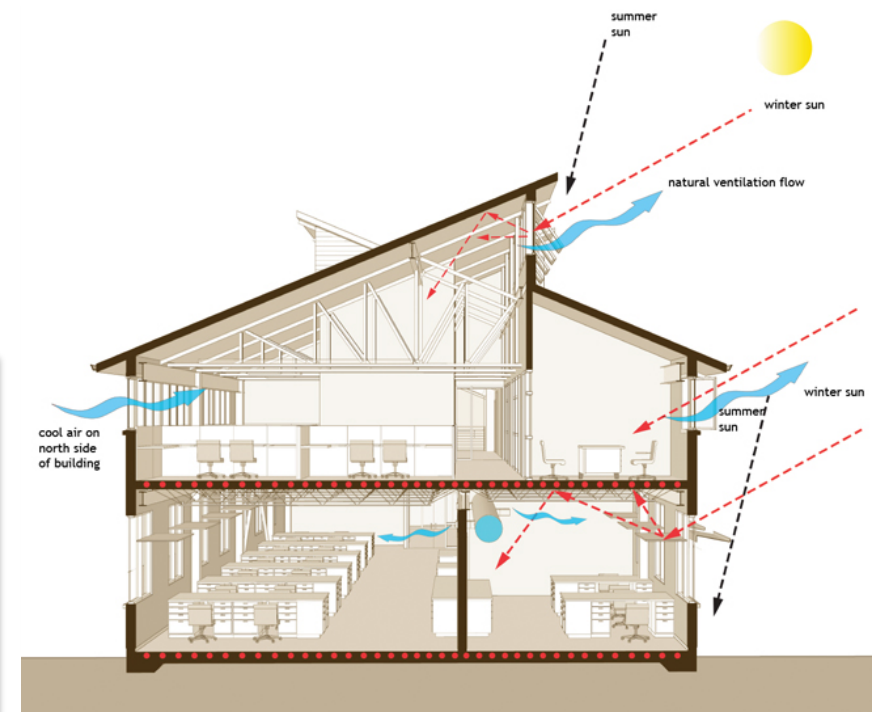 summer
sun
winter sun
natural ventilation flow
cool air on
north side
of building
winter sun
summer
sun